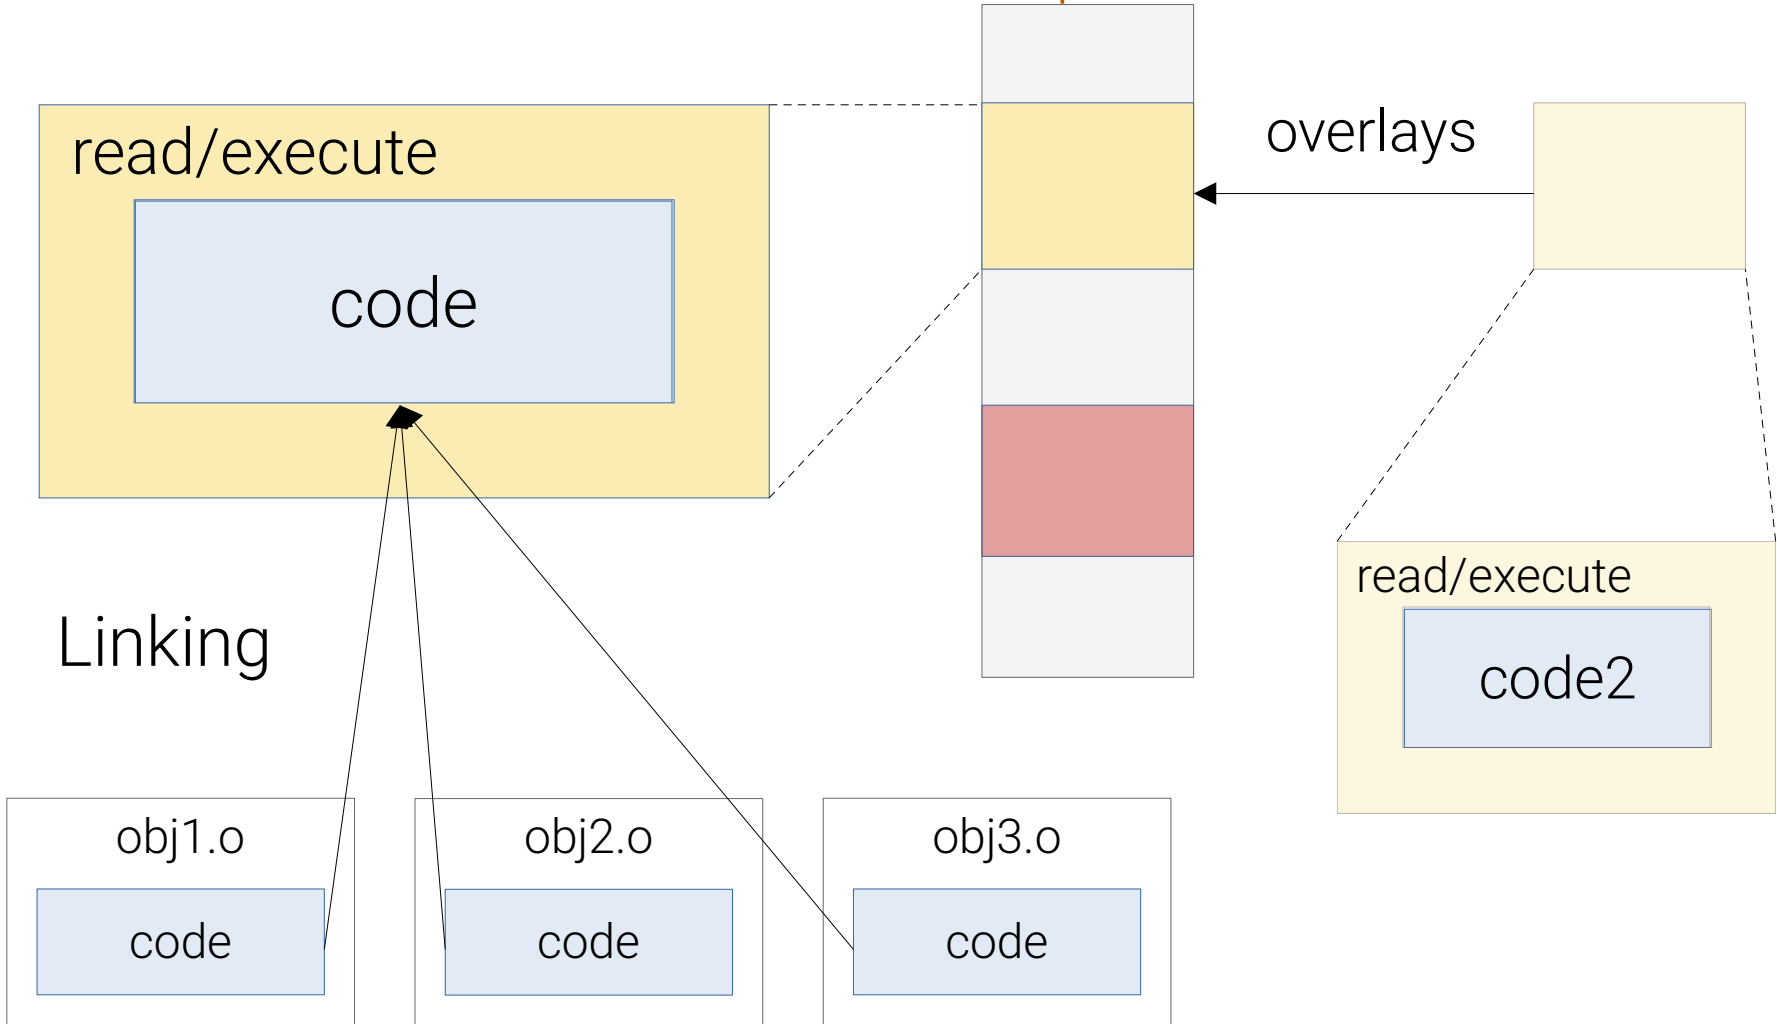 overlays
read/execute
code
read/execute
code2
Linking
obj1.o
obj2.o
obj3.o
code
code
code